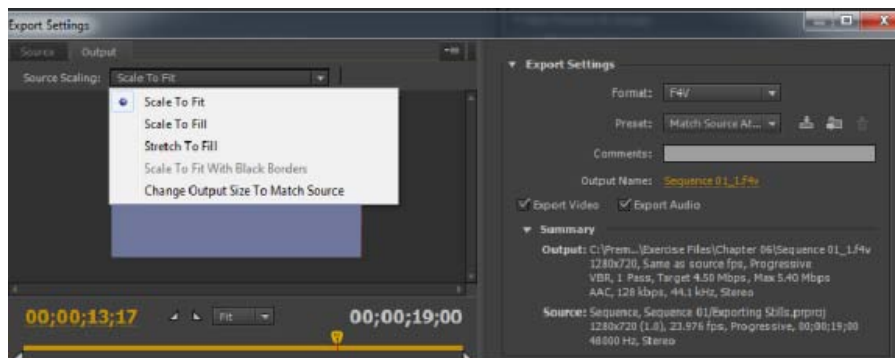 Export Settings
Source Output
Source Scaling: Scale To Fit
Scale To Fit
Scale To Fill
Stretch To Fill
Scale To Fit With Black Borders
Change Output Size To Match Source
00;00;13;17 Fit 00;00;19;00
Export Settings
Format: F4V
Preset: Match Source At...
Comments:
Output Name: Sequence 01_1.f4v
Export Video Export Audio
Summary
Output: C:\Prem...\Exercise Files\Chapter 06\Sequence 01_1.f4v
1280x720, Same as source fps, Progressive
VBR, 1 Pass, Target 4.50 Mbps, Max 5.40 Mbps
AAC, 128 kbps, 44.1 kHz, Stereo
Source: Sequence, Sequence 01/Exporting Stills.prproj
1280x720 (1.0), 23.976 fps, Progressive, 00;00;19;00
48000 Hz, Stereo